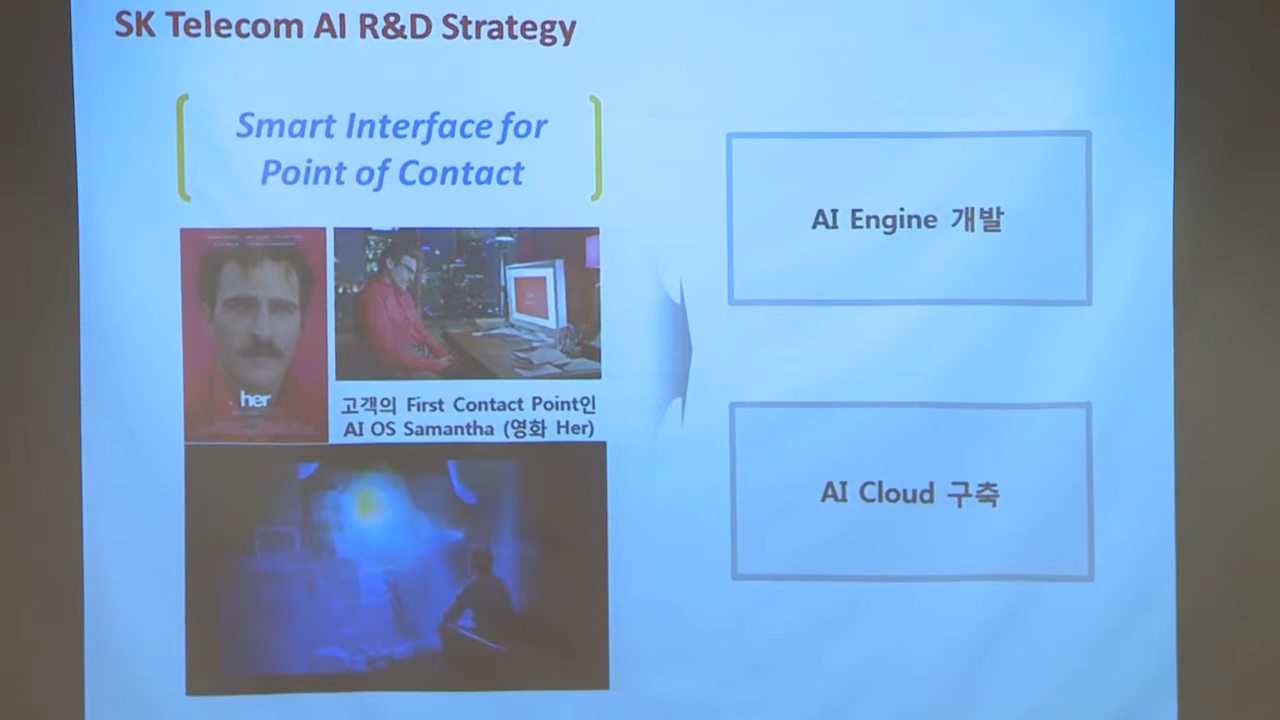 SK Telecom AI R&D Strategy
Smart Interface for
Point of Contact
her
고객의 First Contact Point인
AI OS Samantha (영화 Her)
AI Engine 개발
AI Cloud 구축